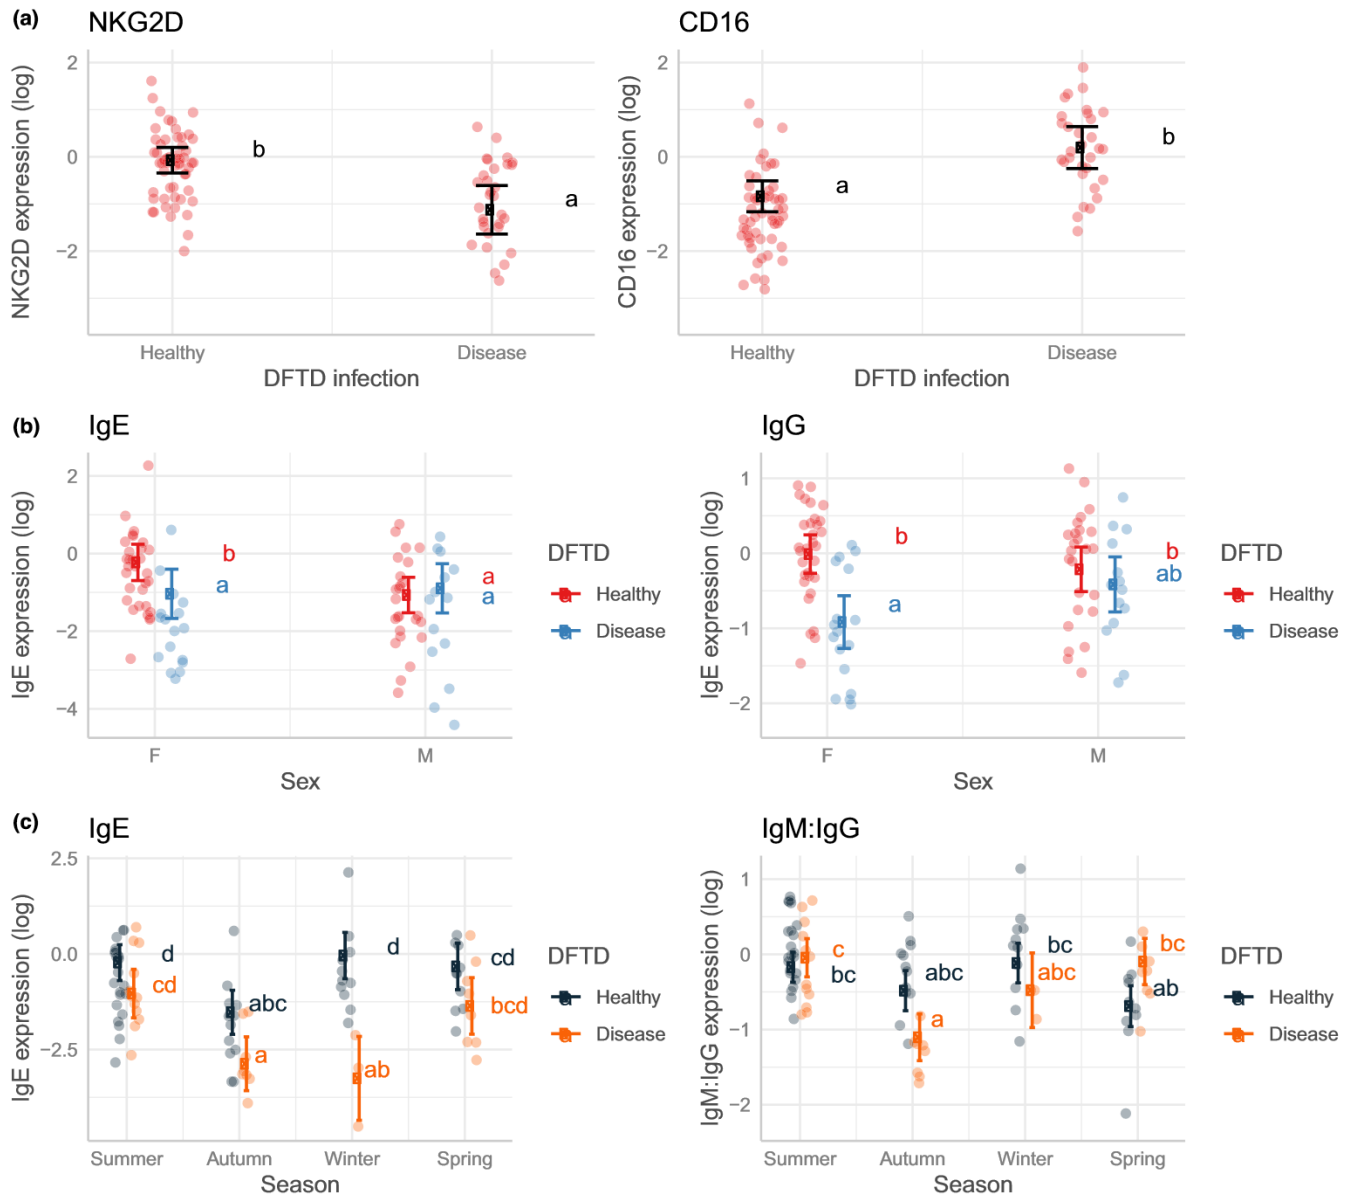 (a) NKG2D CD16
NKG2D expression (log)
2
0
−2
b
a
Healthy Disease
DFTD infection
CD16 expression (log)
2
0
−2
a
b
Healthy Disease
DFTD infection
(b) IgE IgG
IgE expression (log)
2
0
−2
−4
b
a
a
a
F M
Sex
DFTD
Healthy
Disease
IgE expression (log)
1
0
−1
−2
b
a
b
ab
F M
Sex
DFTD
Healthy
Disease
(c) IgE IgM:IgG
IgE expression (log)
2.5
0.0
−2.5
d
cd
abc
a
d
ab
cd
bcd
Summer Autumn Winter Spring
Season
DFTD
Healthy
Disease
IgM:IgG expression (log)
1
0
−1
−2
c
bc
abc
a
bc
abc
bc
ab
Summer Autumn Winter Spring
Season
DFTD
Healthy
Disease